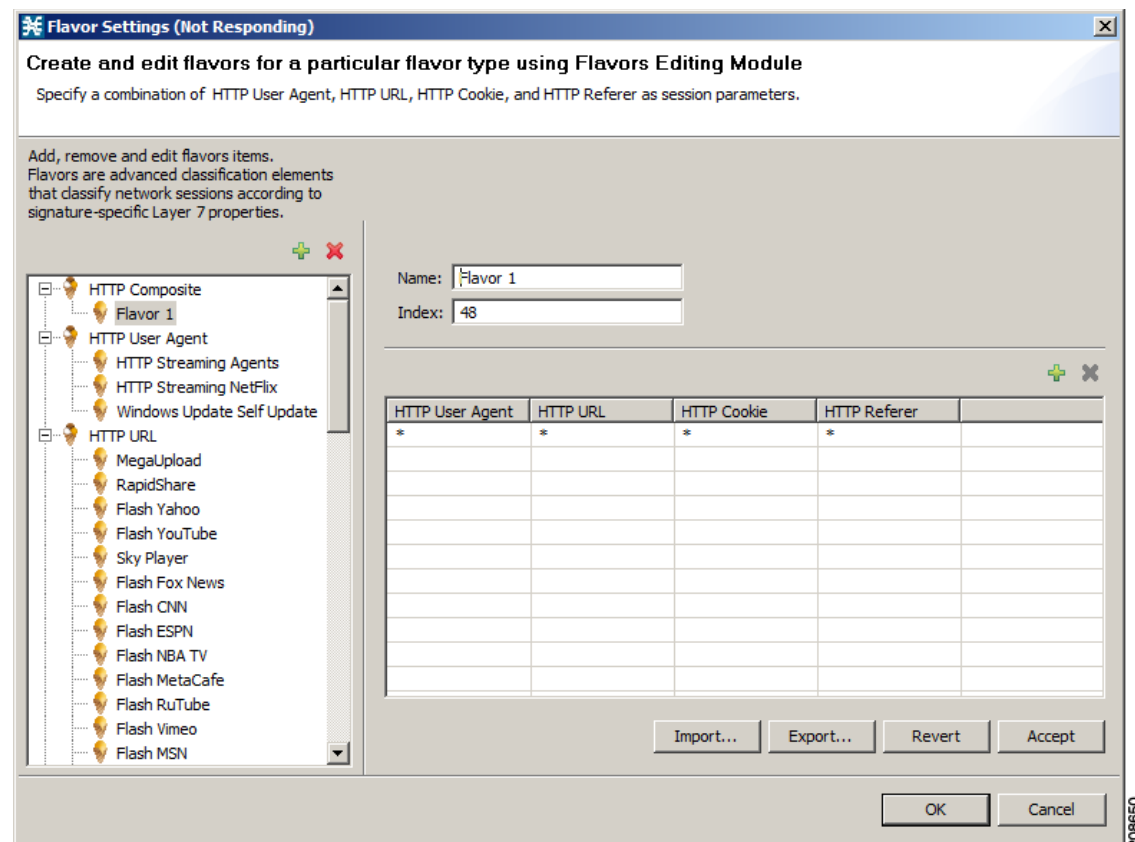 Flavor Settings (Not Responding)
Create and edit flavors for a particular flavor type using Flavors Editing Module
Specify a combination of HTTP User Agent, HTTP URL, HTTP Cookie, and HTTP Referer as session parameters.
Add, remove and edit flavors items.
Flavors are advanced classification elements
that classify network sessions according to
signature-specific Layer 7 properties.
HTTP Composite
Flavor 1
HTTP User Agent
HTTP Streaming Agents
HTTP Streaming NetFlix
Windows Update Self Update
HTTP URL
MegaUpload
RapidShare
Flash Yahoo
Flash YouTube
Sky Player
Flash Fox News
Flash CNN
Flash ESPN
Flash NBA TV
Flash MetaCafe
Flash RuTube
Flash Vimeo
Flash MSN
Name: Flavor 1
Index: 48
HTTP User Agent HTTP URL HTTP Cookie HTTP Referer
* * * *
Import... Export... Revert Accept
OK Cancel